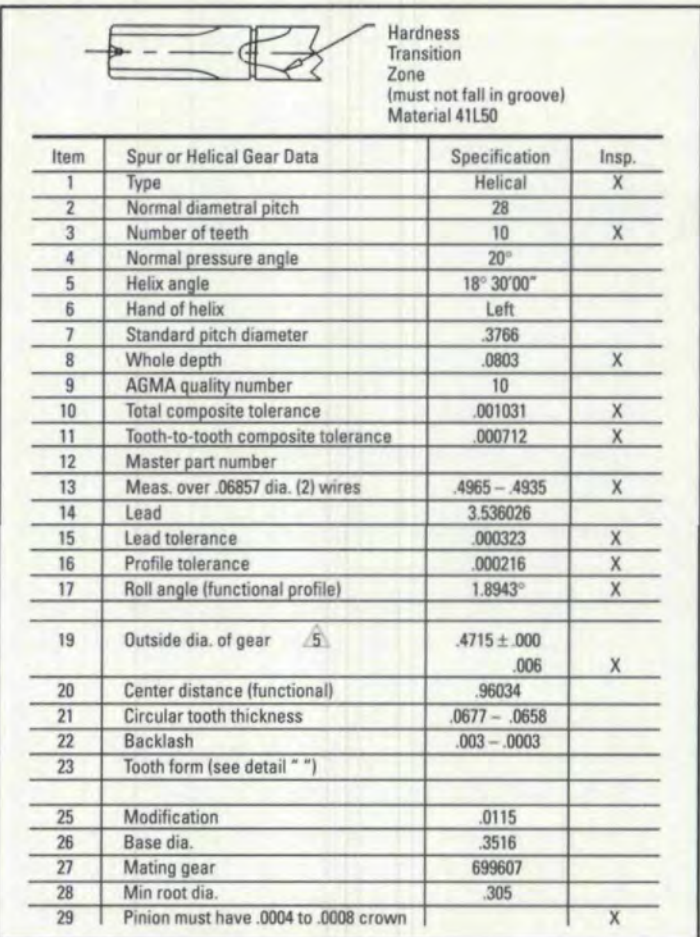 Hardness
Transition
Zone
(must not fall in groove)
Material 41L50
Item Spur or Helical Gear Data Specification Insp.
1 Type Helical X
2 Normal diametral pitch 28
3 Number of teeth 10 X
4 Normal pressure angle 20°
5 Helix angle 18° 30'00"
6 Hand of helix Left
7 Standard pitch diameter .3766
8 Whole depth .0803 X
9 AGMA quality number 10
10 Total composite tolerance .001031 X
11 Tooth-to-tooth composite tolerance .000712 X
12 Master part number
13 Meas. over .06857 dia. (2) wires .4965 – .4935 X
14 Lead 3.536026
15 Lead tolerance .000323 X
16 Profile tolerance .000216 X
17 Roll angle (functional profile) 1.8943° X
19 Outside dia. of gear 5 .4715 ± .000
.006 X
20 Center distance (functional) .96034
21 Circular tooth thickness .0677 – .0658
22 Backlash .003 – .0003
23 Tooth form (see detail " ")
25 Modification .0115
26 Base dia. .3516
27 Mating gear 699607
28 Min root dia. .305
29 Pinion must have .0004 to .0008 crown X